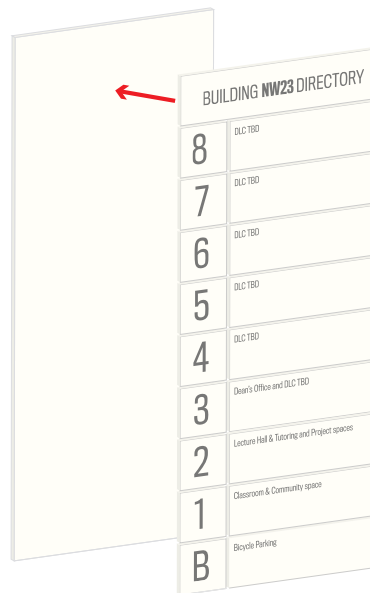 BUILDING NW23 DIRECTORY
8 DLC TBD
7 DLC TBD
6 DLC TBD
5 DLC TBD
4 DLC TBD
3 Dean's Office and DLC TBD
2 Lecture Hall & Tutoring and Project spaces
1 Classroom & Community space
B Bicycle Parking